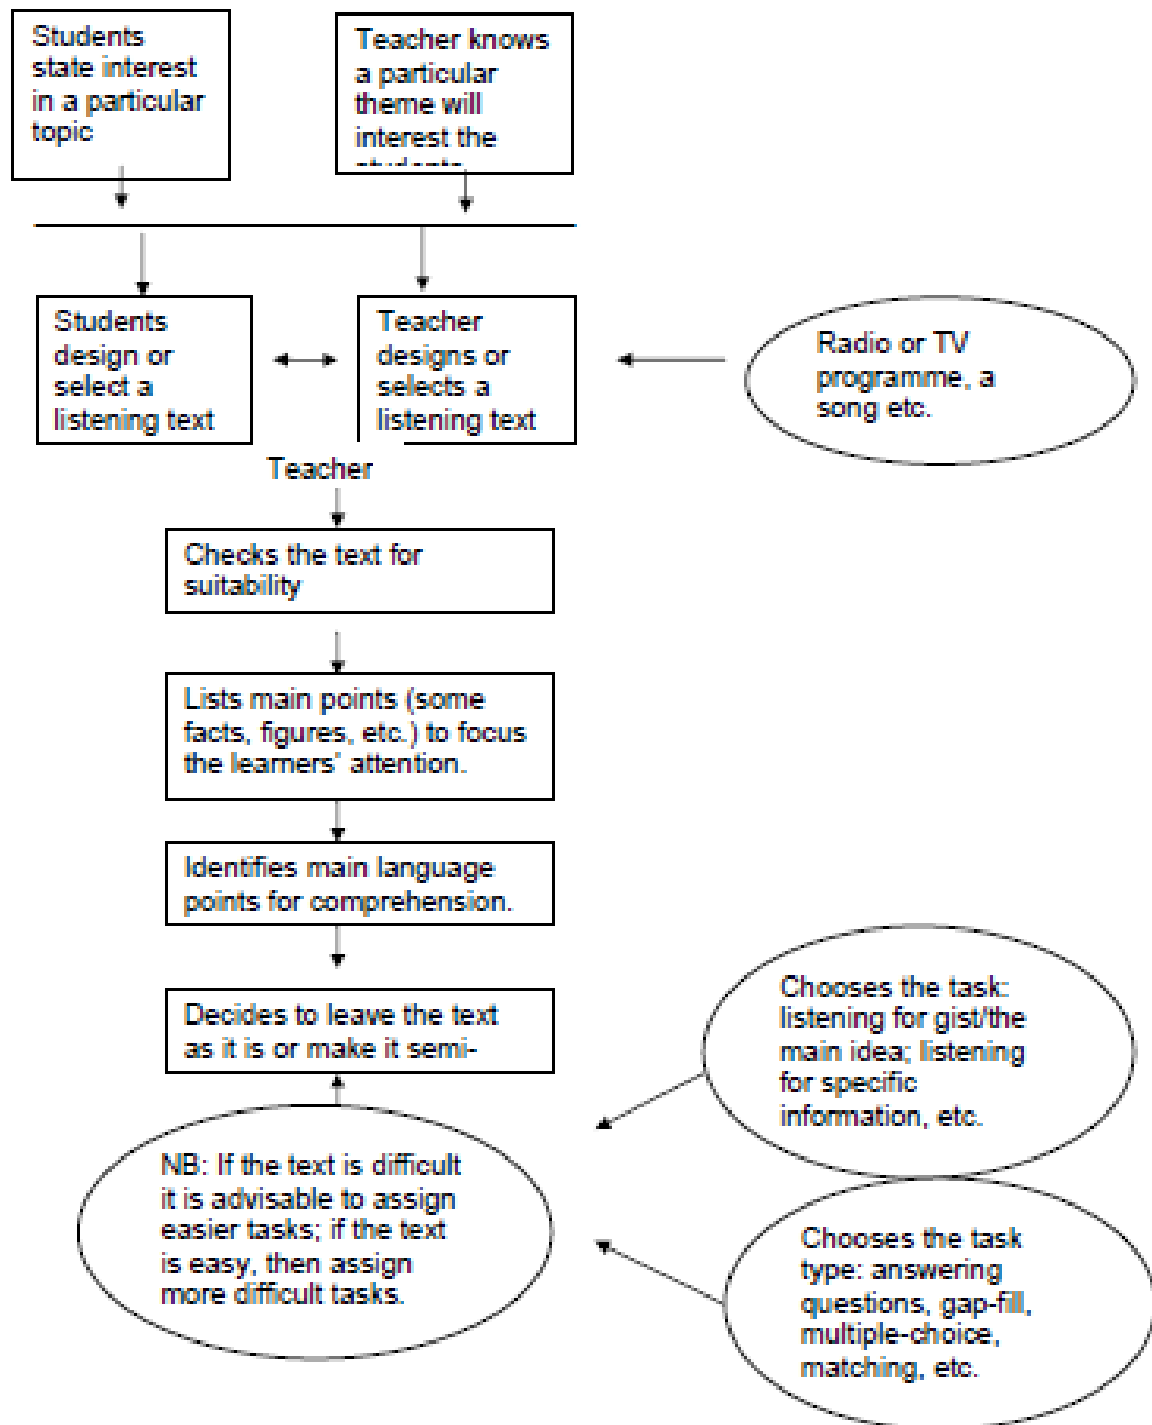 Students
state interest
in a particular
topic
Teacher knows
a particular
theme will
interest the
Students
design or
select a
listening text
Teacher
designs or
selects a
listening text
Radio or TV
programme, a
song etc.
Teacher
Checks the text for
suitability
Lists main points (some
facts, figures, etc.) to focus
the learners' attention.
Identifies main language
points for comprehension.
Decides to leave the text
as it is or make it semi-
Chooses the task:
listening for gist/the
main idea; listening
for specific
information, etc.
NB: If the text is difficult
it is advisable to assign
easier tasks; if the text
is easy, then assign
more difficult tasks.
Chooses the task
type: answering
questions, gap-fill,
multiple-choice,
matching, etc.